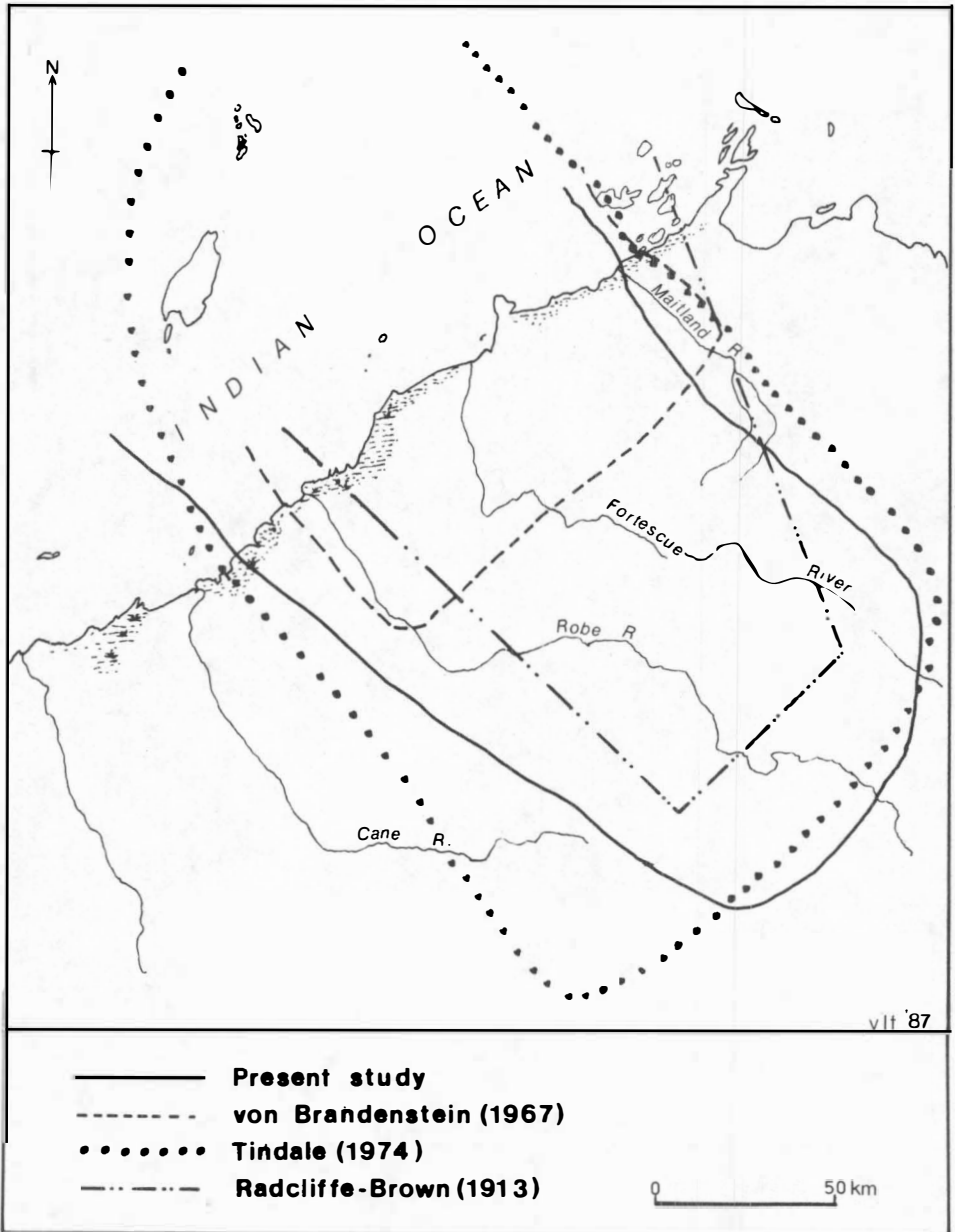 N
OCEAN
NDIAN
Maitland R
Fortescue River
Robe R
Cane R.
vlt '87
Present study
von Brandenstein (1967)
Tindale (1974)
Radcliffe-Brown (1913)
0 50 km